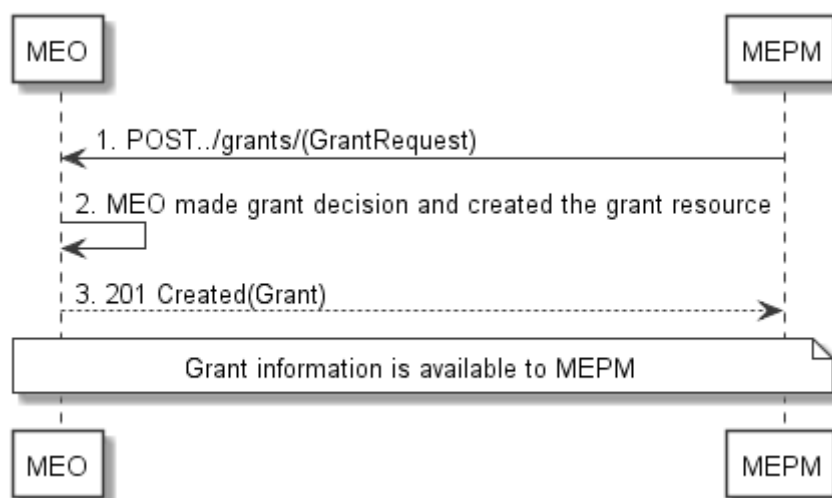 MEO
MEPM
1. POST../grants/(GrantRequest)
2. MEO made grant decision and created the grant resource
3. 201 Created(Grant)
Grant information is available to MEPM
MEO
MEPM